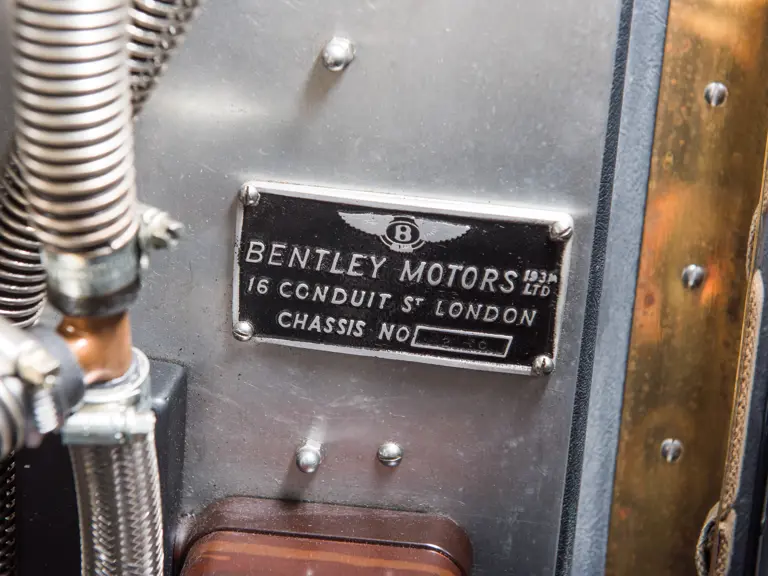 B
BENTLEY MOTORS 1931 LTD
16 CONDUIT ST LONDON
CHASSIS NO